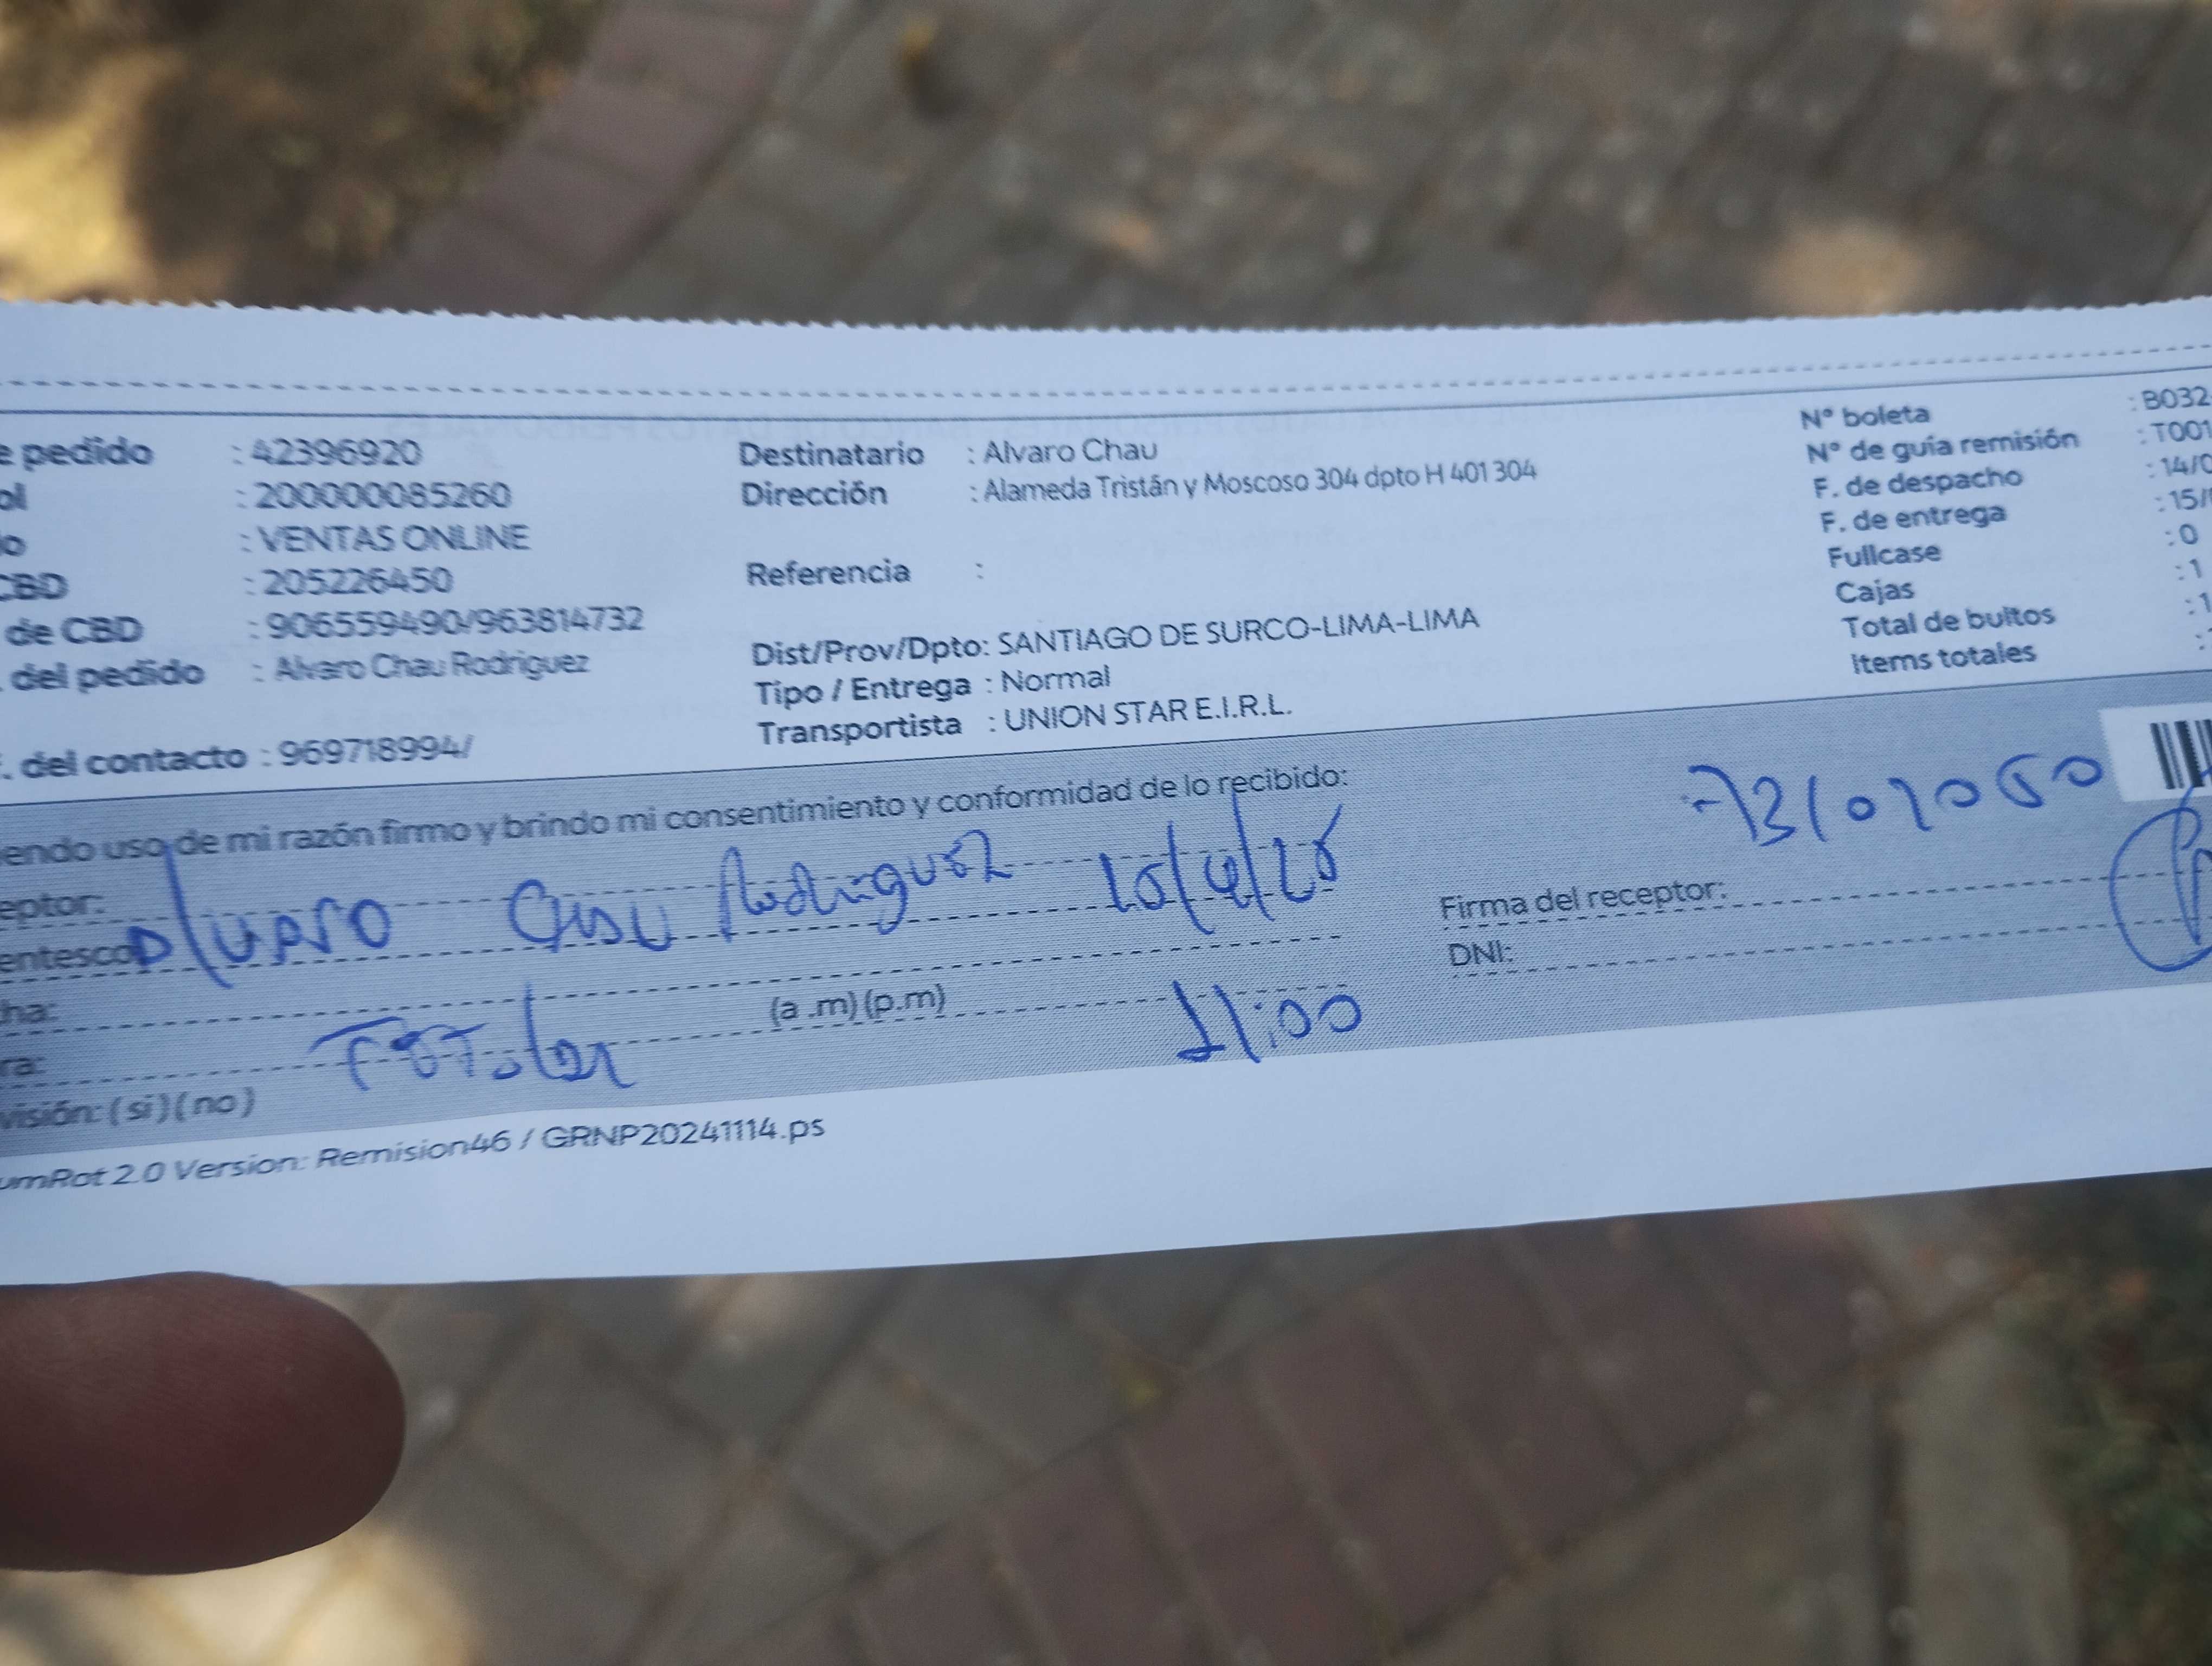 e pedido : 42396920
ol : 200000085260
o : VENTAS ONLINE
CBD : 205226450
de CBD : 906559490/963814732
. del pedido : Alvaro Chau Rodriguez
. del contacto : 969718994/
Destinatario : Alvaro Chau
Dirección : Alameda Tristán y Moscoso 304 dpto H 401 304
Referencia :
Dist/Prov/Dpto: SANTIAGO DE SURCO-LIMA-LIMA
Tipo / Entrega : Normal
Transportista : UNION STAR E.I.R.L.
N° boleta : B032
N° de guía remisión : T001
F. de despacho : 14/0
F. de entrega : 15/
Fullcase : 0
Cajas : 1
Total de bultos : 1
Items totales :
endo uso de mi razón firmo y brindo mi consentimiento y conformidad de lo recibido:
eptor:
entesco
Alvaro Chau Rodriguez
ha:
ra: (a .m) (p.m) 11:00
visión: ( si ) ( no )
Firma del receptor:
DNI:
umRot 2.0 Version: Remision46 / GRNP20241114.ps